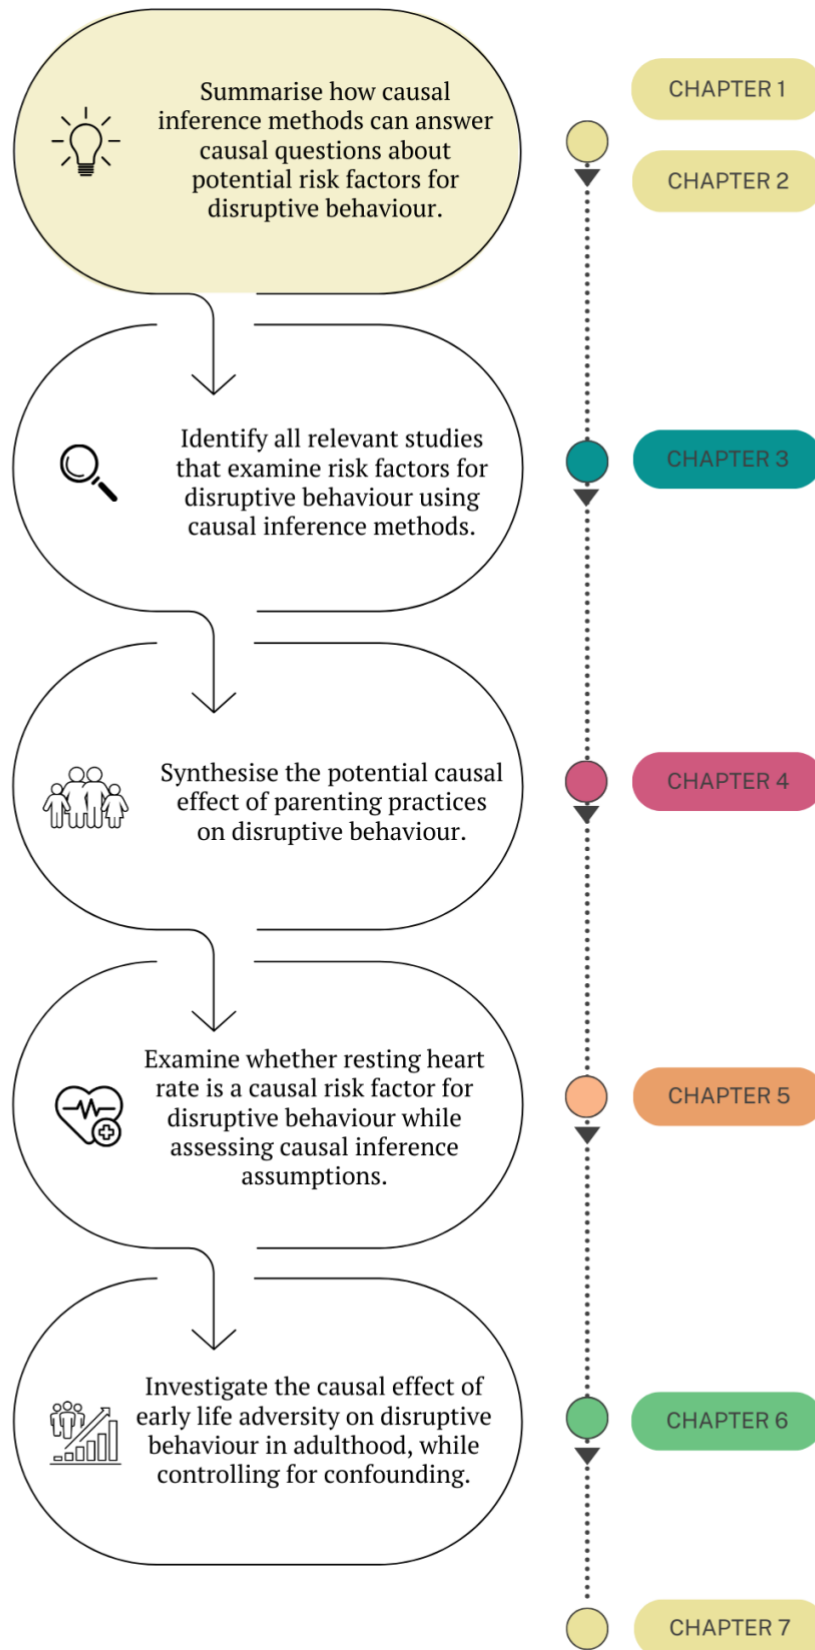 Summarise how causal
inference methods can answer
causal questions about
potential risk factors for
disruptive behaviour.
CHAPTER 1
CHAPTER 2
Identify all relevant studies
that examine risk factors for
disruptive behaviour using
causal inference methods.
CHAPTER 3
Synthesise the potential causal
effect of parenting practices
on disruptive behaviour.
CHAPTER 4
Examine whether resting heart
rate is a causal risk factor for
disruptive behaviour while
assessing causal inference
assumptions.
CHAPTER 5
Investigate the causal effect of
early life adversity on disruptive
behaviour in adulthood, while
controlling for confounding.
CHAPTER 6
CHAPTER 7